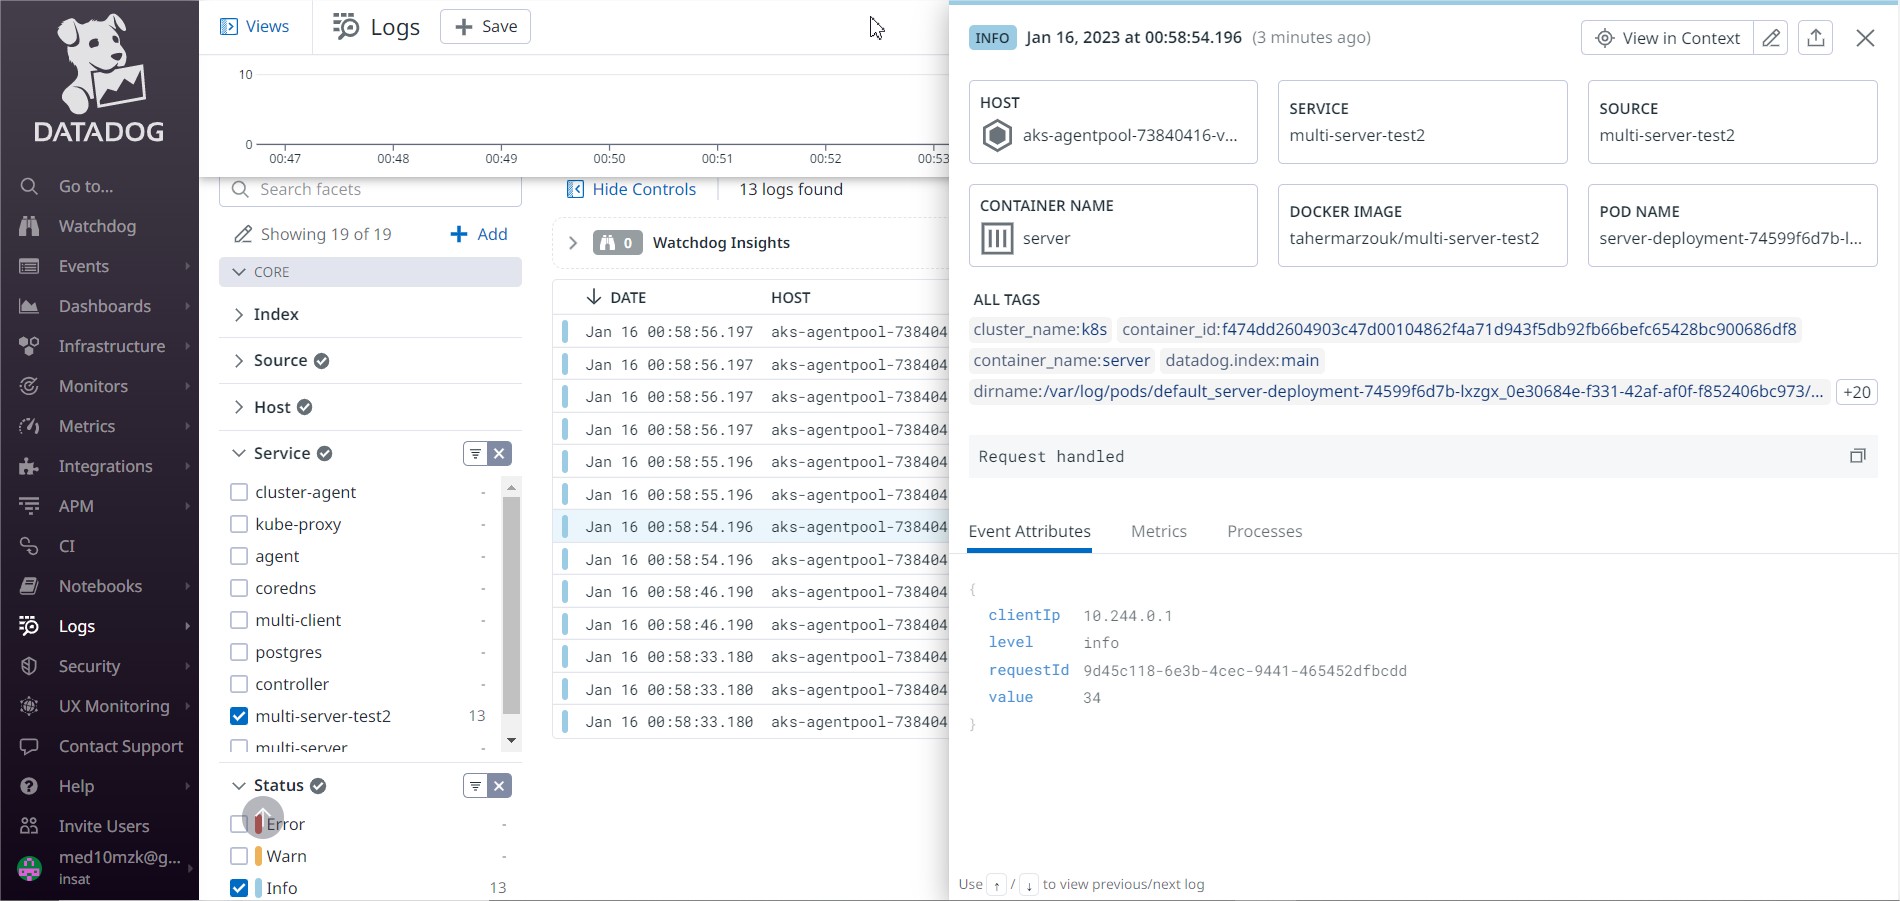 DATADOG
Go to...
Watchdog
Events
Dashboards
Infrastructure
Monitors
Metrics
Integrations
APM
CI
Notebooks
Logs
Security
UX Monitoring
Contact Support
Help
Invite Users
med10mzk@g...
insat
Views
Logs
Save
10
0
00:47 00:48 00:49 00:50 00:51 00:52 00:53
Search facets
Showing 19 of 19
Add
CORE
Index
Source
Host
Service
cluster-agent -
kube-proxy -
agent -
coredns -
multi-client -
postgres -
controller -
multi-server-test2 13
multi-server -
Status
Error -
Warn -
Info 13
Hide Controls
13 logs found
0 Watchdog Insights
DATE HOST
Jan 16 00:58:56.197 aks-agentpool-738404
Jan 16 00:58:56.197 aks-agentpool-738404
Jan 16 00:58:56.197 aks-agentpool-738404
Jan 16 00:58:56.197 aks-agentpool-738404
Jan 16 00:58:55.196 aks-agentpool-738404
Jan 16 00:58:55.196 aks-agentpool-738404
Jan 16 00:58:54.196 aks-agentpool-738404
Jan 16 00:58:54.196 aks-agentpool-738404
Jan 16 00:58:46.190 aks-agentpool-738404
Jan 16 00:58:46.190 aks-agentpool-738404
Jan 16 00:58:33.180 aks-agentpool-738404
Jan 16 00:58:33.180 aks-agentpool-738404
Jan 16 00:58:33.180 aks-agentpool-738404
INFO Jan 16, 2023 at 00:58:54.196 (3 minutes ago)
View in Context
HOST
aks-agentpool-73840416-v...
SERVICE
multi-server-test2
SOURCE
multi-server-test2
CONTAINER NAME
server
DOCKER IMAGE
tahermarzouk/multi-server-test2
POD NAME
server-deployment-74599f6d7b-l...
ALL TAGS
cluster_name:k8s container_id:f474dd2604903c47d00104862f4a71d943f5db92fb66befc65428bc900686df8
container_name:server datadog.index:main
dirname:/var/log/pods/default_server-deployment-74599f6d7b-lxzgx_0e30684e-f331-42af-af0f-f852406bc973/... +20
Request handled
Event Attributes Metrics Processes
{
clientIp 10.244.0.1
level info
requestId 9d45c118-6e3b-4cec-9441-465452dfbcdd
value 34
}
Use ↑ / ↓ to view previous/next log